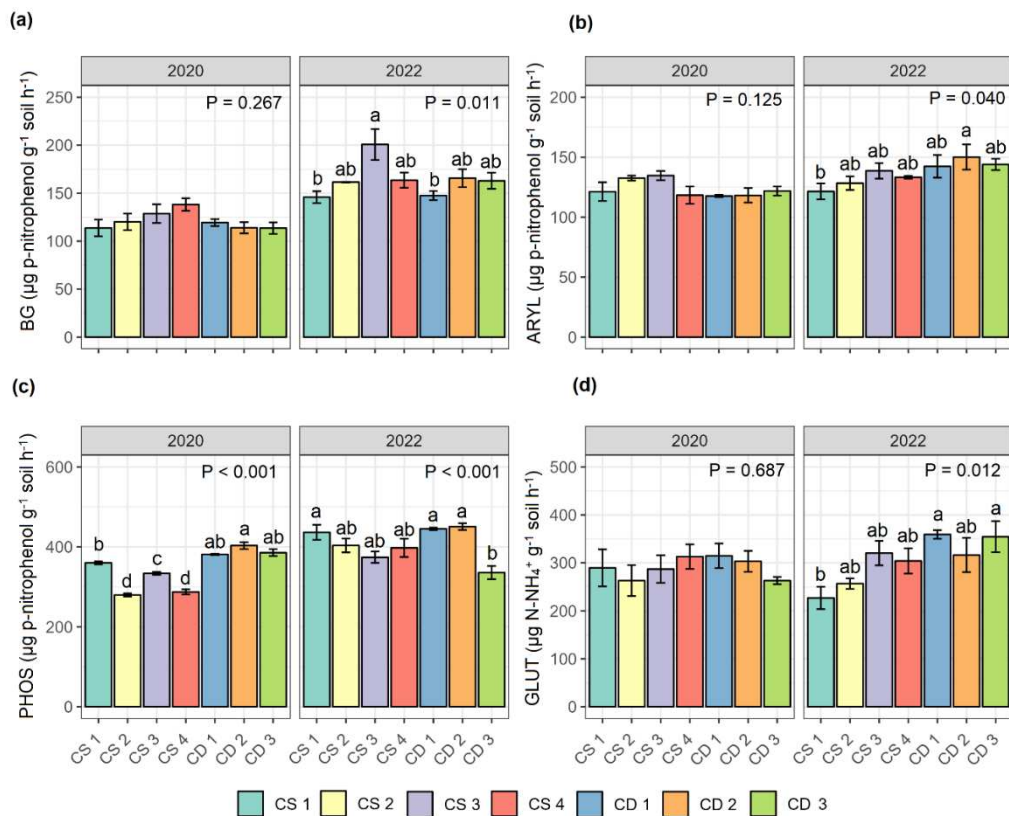 (a)
2020
2022
BG (µg p-nitrophenol g⁻¹ soil h⁻¹)
250
200
150
100
50
0
P = 0.267
P = 0.011
b
ab
a
ab
b
ab
ab
(b)
2020
2022
ARYL (µg p-nitrophenol g⁻¹ soil h⁻¹)
200
150
100
50
0
P = 0.125
P = 0.040
b
ab
ab
ab
ab
a
ab
(c)
2020
2022
PHOS (µg p-nitrophenol g⁻¹ soil h⁻¹)
600
400
200
0
P < 0.001
b
d
c
d
ab
a
ab
P < 0.001
a
ab
ab
ab
a
a
b
CS 1
CS 2
CS 3
CS 4
CD 1
CD 2
CD 3
CS 1
CS 2
CS 3
CS 4
CD 1
CD 2
CD 3
(d)
2020
2022
GLUT (µg N-NH₄⁺ g⁻¹ soil h⁻¹)
500
400
300
200
100
0
P = 0.687
P = 0.012
b
ab
ab
ab
a
ab
a
CS 1
CS 2
CS 3
CS 4
CD 1
CD 2
CD 3
CS 1
CS 2
CS 3
CS 4
CD 1
CD 2
CD 3
CS 1 CS 2 CS 3 CS 4 CD 1 CD 2 CD 3